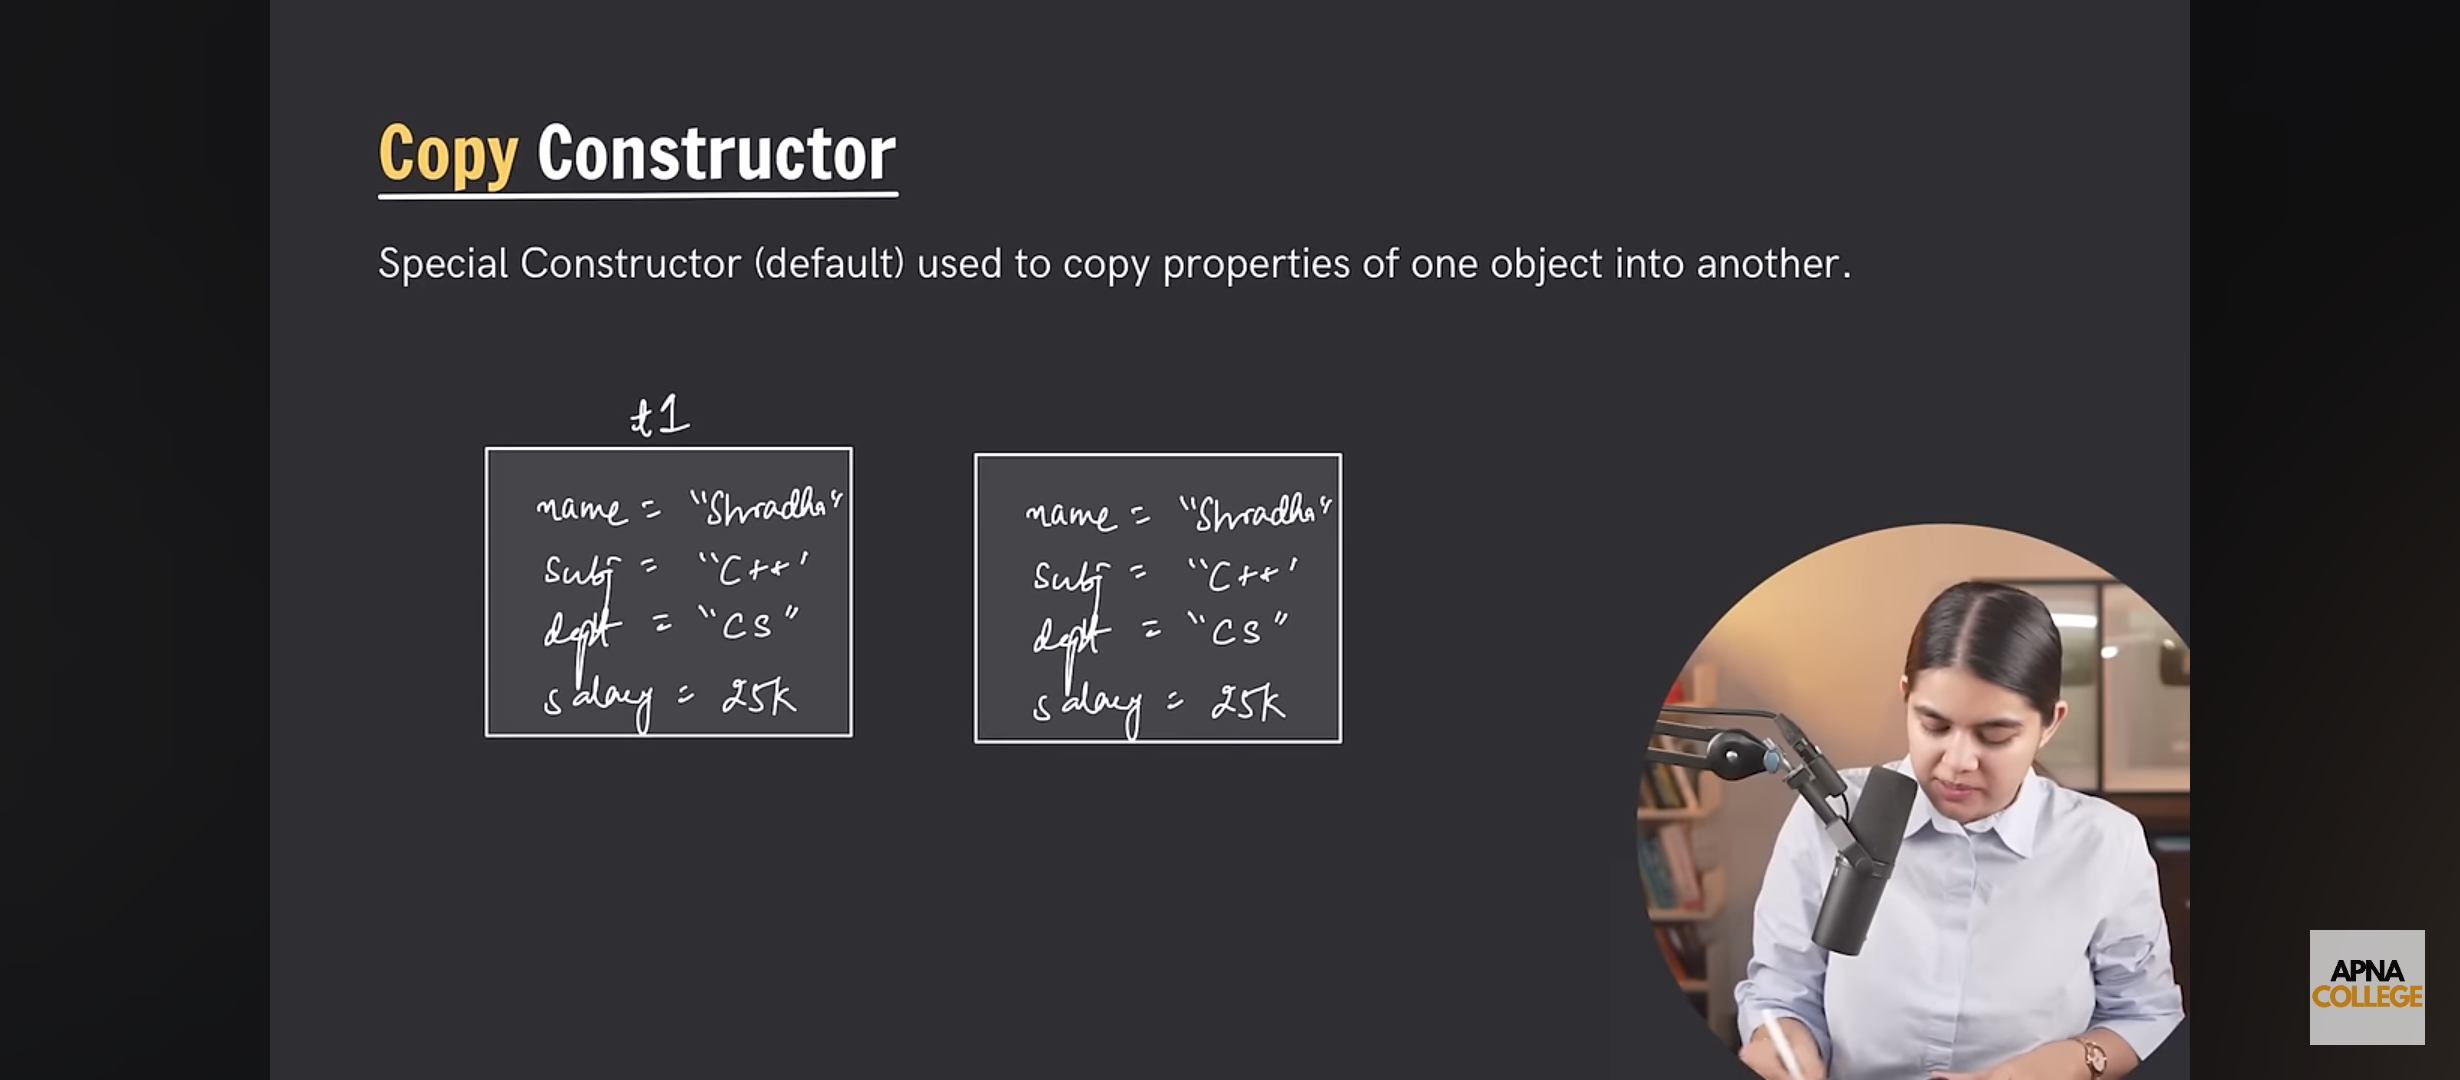 Copy Constructor
Special Constructor (default) used to copy properties of one object into another.
t1
name = "Shradha"
subj = "C++'
dept = "CS"
salary = 25k
name = "Shradha"
subj = "C++'
dept = "CS"
salary = 25k
APNA
COLLEGE